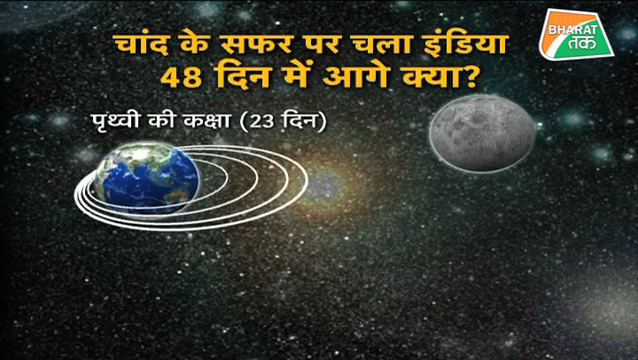 चांद के सफर पर चला इंडिया
48 दिन में आगे क्या?
BHARAT
तक
पृथ्वी की कक्षा (23 दिन)